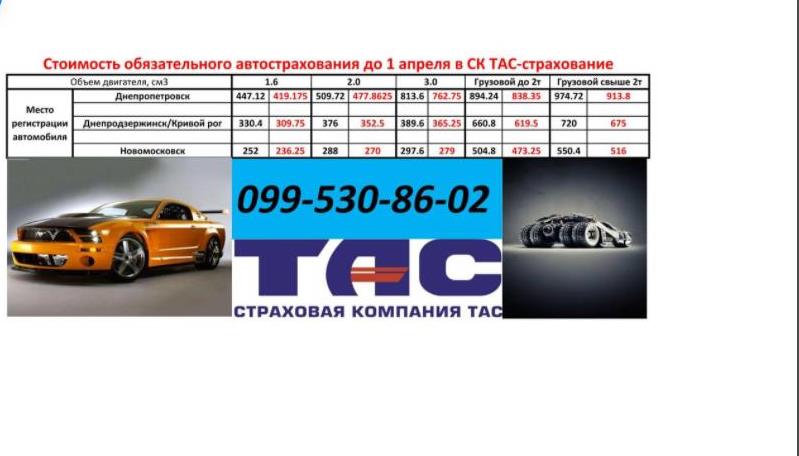 Стоимость обязательного автострахования до 1 апреля в СК ТАС-страхование
Объем двигателя, см3 1.6 2.0 3.0 Грузовой до 2т Грузовой свыше 2т
Место регистрации автомобиля
Днепропетровск 447.12 419.175 509.72 477.8625 813.6 762.75 894.24 838.35 974.72 913.8
Днепродзержинск/Кривой рог 330.4 309.75 376 352.5 389.6 365.25 660.8 619.5 720 675
Новомосковск 252 236.25 288 270 297.6 279 504.8 473.25 550.4 516
099-530-86-02
ТАС
СТРАХОВАЯ КОМПАНИЯ ТАС